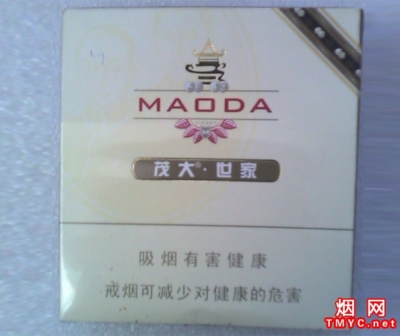 MAODA
茂大®·世家
吸烟有害健康
戒烟可减少对健康的危害
烟网
TMYC.net